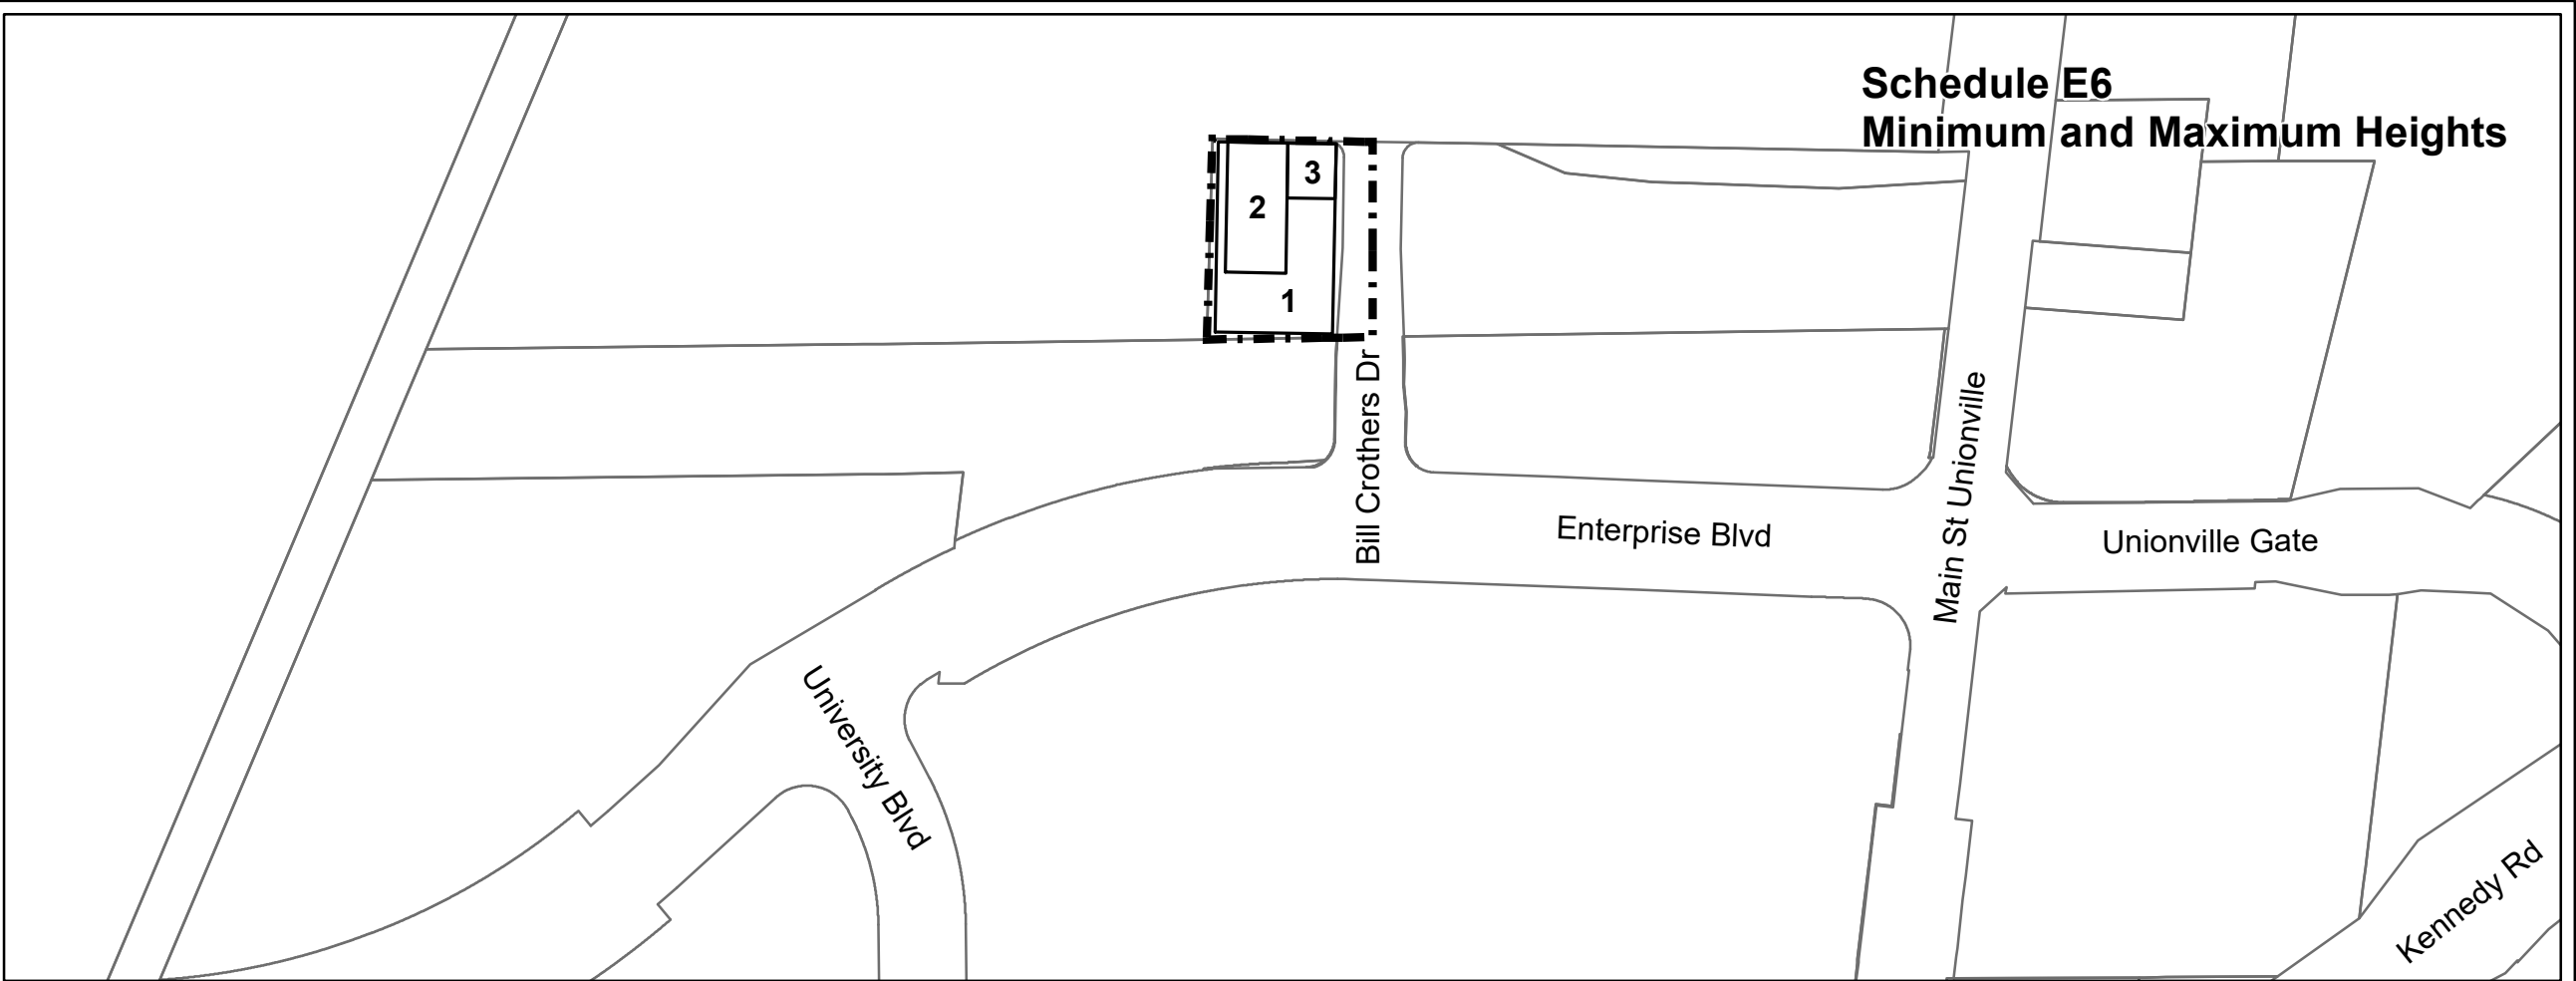 Schedule E6
Minimum and Maximum Heights
3
2
1
Bill Crothers Dr
Enterprise Blvd
Main St Unionville
Unionville Gate
University Blvd
Kennedy Rd